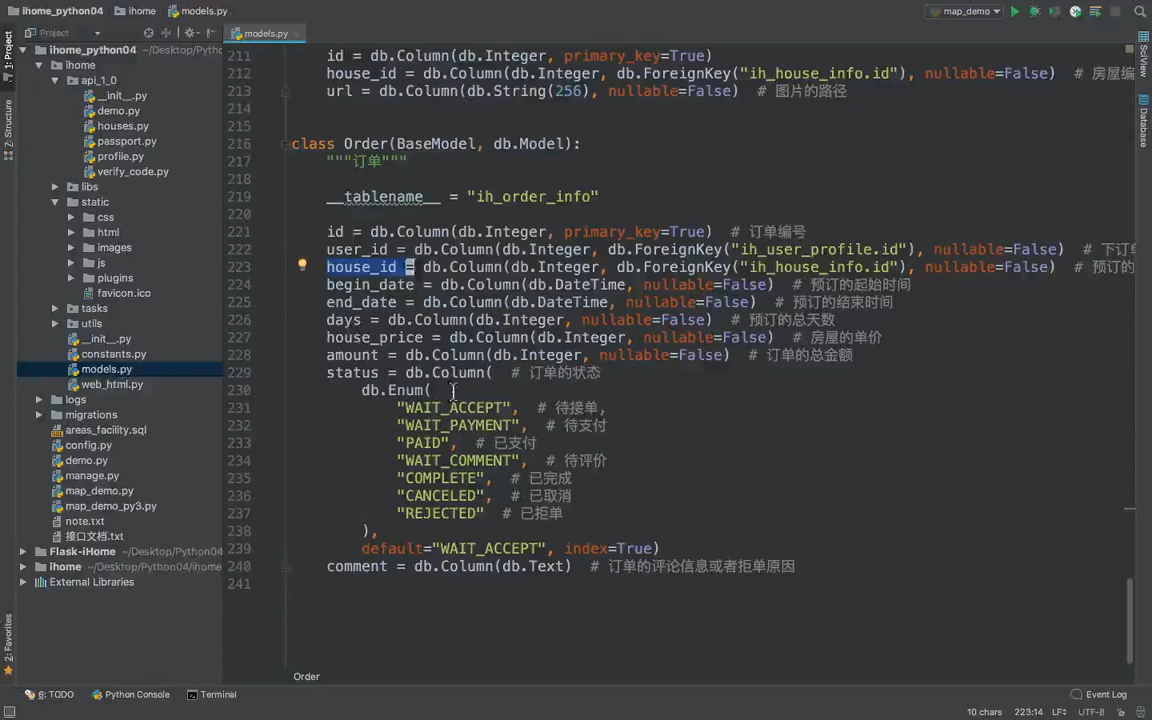 ihome_python04 ihome models.py map_demo
Project models.py
ihome_python04 ~/Desktop/Pytho
ihome
api_1_0
__init__.py
demo.py
houses.py
passport.py
profile.py
verify_code.py
libs
static
css
html
images
js
plugins
favicon.ico
tasks
utils
__init__.py
constants.py
models.py
web_html.py
logs
migrations
areas_facility.sql
config.py
demo.py
manage.py
map_demo.py
map_demo_py3.py
note.txt
接口文档.txt
Flask-iHome ~/Desktop/Python04
ihome ~/Desktop/Python04/ihome
External Libraries
1: Project
7: Structure
2: Favorites
211 id = db.Column(db.Integer, primary_key=True)
212 house_id = db.Column(db.Integer, db.ForeignKey("ih_house_info.id"), nullable=False) # 房屋编
213 url = db.Column(db.String(256), nullable=False) # 图片的路径
214
215
216 class Order(BaseModel, db.Model):
217 """订单"""
218
219 __tablename__ = "ih_order_info"
220
221 id = db.Column(db.Integer, primary_key=True) # 订单编号
222 user_id = db.Column(db.Integer, db.ForeignKey("ih_user_profile.id"), nullable=False) # 下订单
223 house_id = db.Column(db.Integer, db.ForeignKey("ih_house_info.id"), nullable=False) # 预订的
224 begin_date = db.Column(db.DateTime, nullable=False) # 预订的起始时间
225 end_date = db.Column(db.DateTime, nullable=False) # 预订的结束时间
226 days = db.Column(db.Integer, nullable=False) # 预订的总天数
227 house_price = db.Column(db.Integer, nullable=False) # 房屋的单价
228 amount = db.Column(db.Integer, nullable=False) # 订单的总金额
229 status = db.Column( # 订单的状态
230 db.Enum(
231 "WAIT_ACCEPT", # 待接单,
232 "WAIT_PAYMENT", # 待支付
233 "PAID", # 已支付
234 "WAIT_COMMENT", # 待评价
235 "COMPLETE", # 已完成
236 "CANCELED", # 已取消
237 "REJECTED" # 已拒单
238 ),
239 default="WAIT_ACCEPT", index=True)
240 comment = db.Column(db.Text) # 订单的评论信息或者拒单原因
241
Order
SciView
Database
6: TODO Python Console Terminal Event Log
10 chars 223:14 LF UTF-8